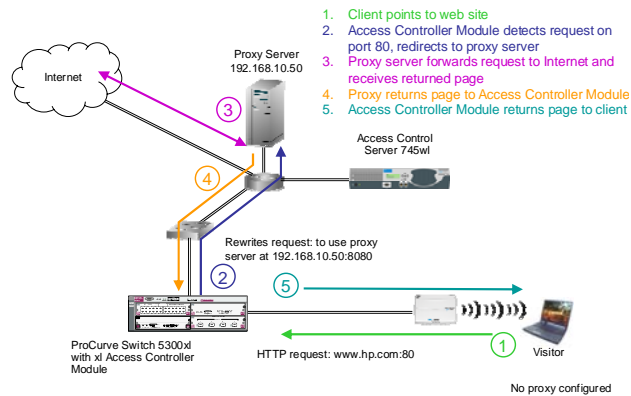 1. Client points to web site
2. Access Controller Module detects request on
port 80, redirects to proxy server
3. Proxy server forwards request to Internet and
receives returned page
4. Proxy returns page to Access Controller Module
5. Access Controller Module returns page to client
Proxy Server
192.168.10.50
Internet
3
Access Control
Server 745wl
4
Rewrites request: to use proxy
server at 192.168.10.50:8080
2
5
ProCurve Switch 5300xl
with xl Access Controller
Module
HTTP request: www.hp.com:80
1
Visitor
No proxy configured